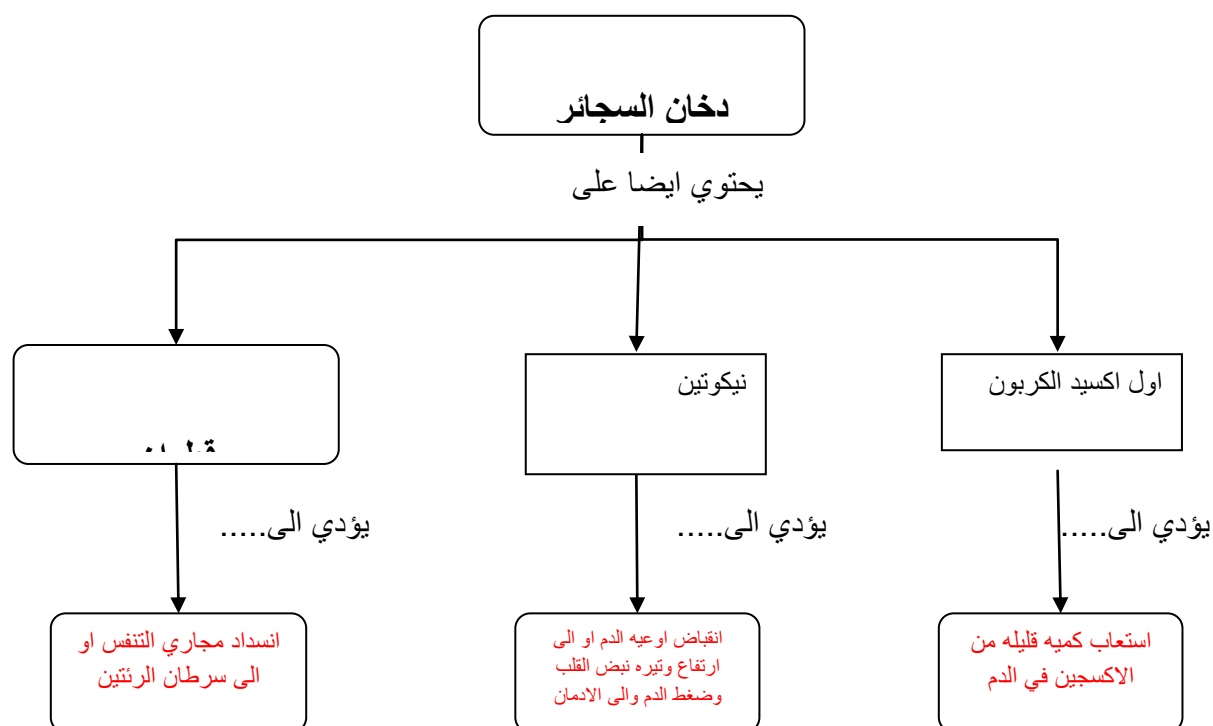 دخان السجائر
يحتوي ايضا على
اول اكسيد الكربون
نيكوتين
يؤدي الى.....
يؤدي الى.....
يؤدي الى.....
استعاب كميه قليله من
الاكسجين في الدم
انقباض اوعيه الدم او الى
ارتفاع وتيره نبض القلب
وضغط الدم والى الادمان
انسداد مجاري التنفس او
الى سرطان الرئتين